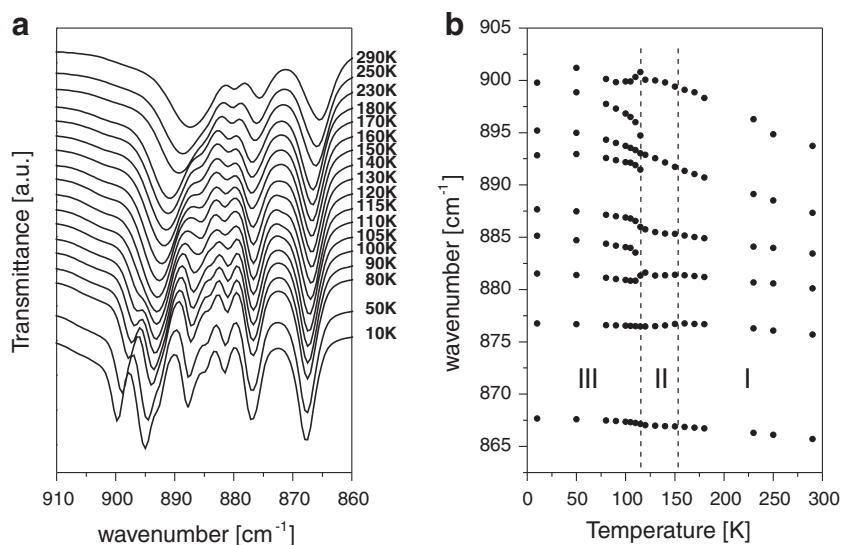 a
290K
250K
230K
180K
170K
160K
150K
140K
130K
120K
115K
110K
105K
100K
90K
80K
50K
10K
Transmittance [a.u.]
910 900 890 880 870 860
wavenumber [cm-1]
b
905
900
895
890
885
880
875
870
865
wavenumber [cm-1]
III II I
0 50 100 150 200 250 300
Temperature [K]